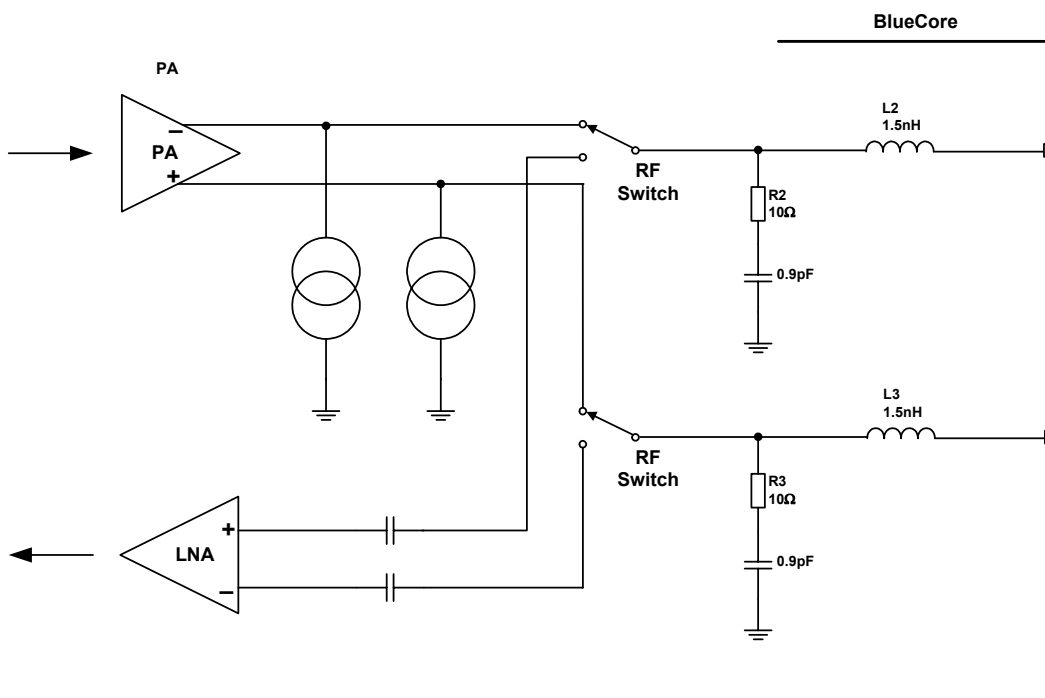 BlueCore
PA
PA
−
+
L2
1.5nH
RF
Switch
R2
10Ω
0.9pF
L3
1.5nH
RF
Switch
R3
10Ω
0.9pF
LNA
+
−